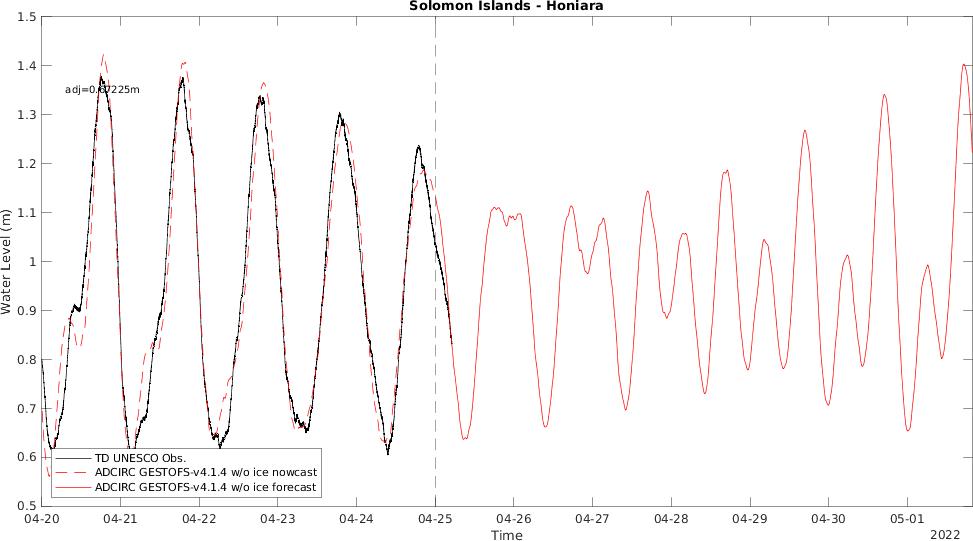 Solomon Islands - Honiara
1.5
1.4
adj=0.67225m
1.3
1.2
1.1
1
0.9
0.8
0.7
0.6
0.5
Water Level (m)
TD UNESCO Obs.
ADCIRC GESTOFS-v4.1.4 w/o ice nowcast
ADCIRC GESTOFS-v4.1.4 w/o ice forecast
04-20 04-21 04-22 04-23 04-24 04-25 04-26 04-27 04-28 04-29 04-30 05-01
Time
2022